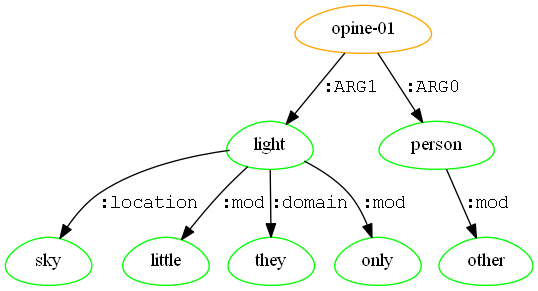 opine-01
:ARG1 :ARG0
light person
:location :mod :domain :mod :mod
sky little they only other